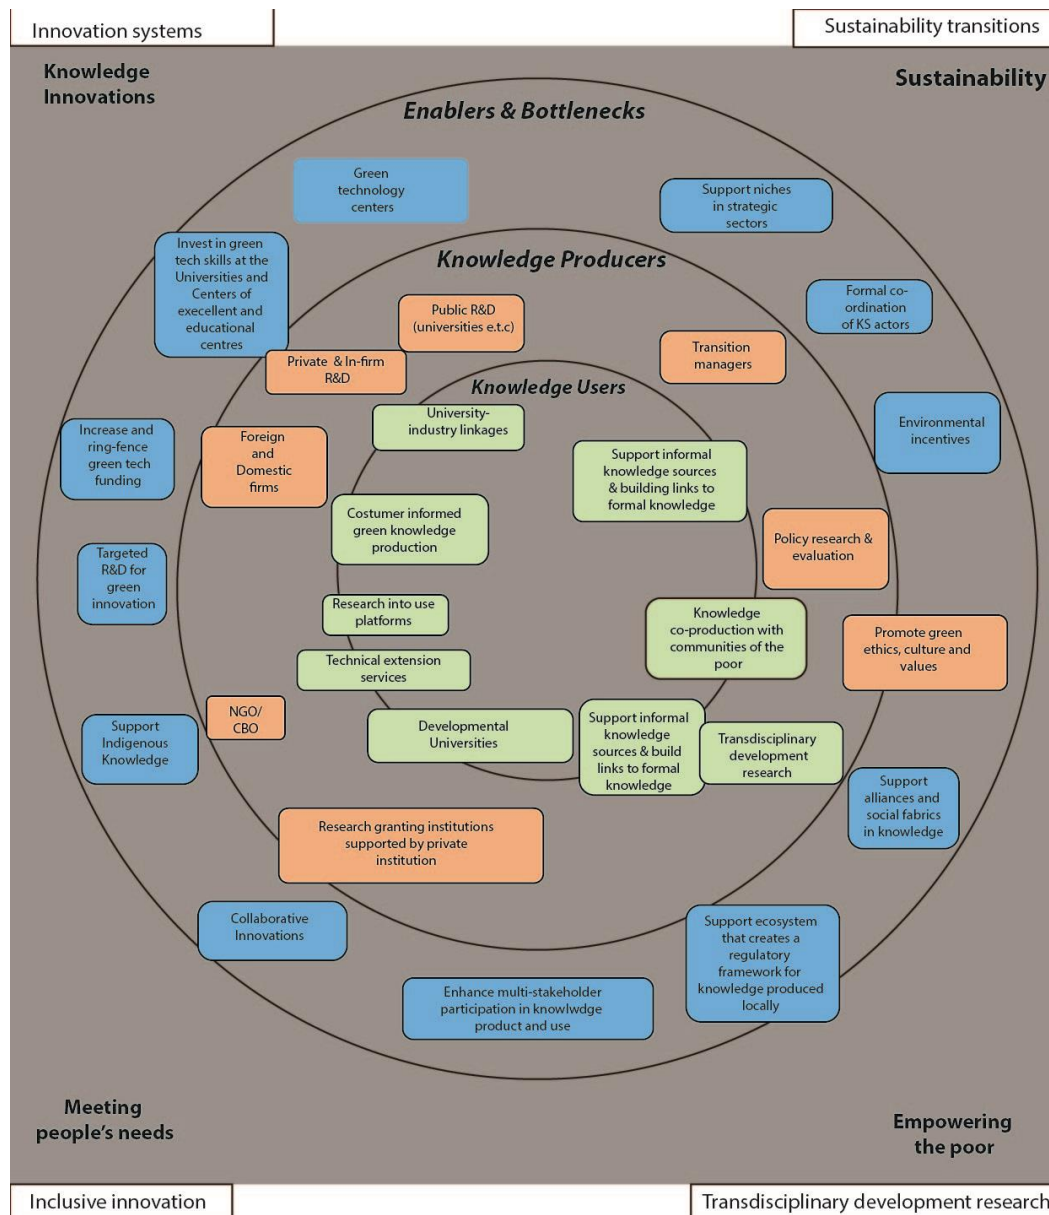 Innovation systems
Sustainability transitions
Knowledge
Innovations
Sustainability
Enablers & Bottlenecks
Green
technology
centers
Support niches
in strategic
sectors
Invest in green
tech skills at the
Universities and
Centers of
execellent and
educational
centres
Knowledge Producers
Formal co-
ordination
of KS actors
Public R&D
(universities e.t.c)
Private & In-firm
R&D
Transition
managers
Knowledge Users
University-
industry linkages
Environmental
incentives
Increase and
ring-fence
green tech
funding
Foreign
and
Domestic
firms
Support informal
knowledge sources
& building links to
formal knowledge
Costumer informed
green knowledge
production
Policy research &
evaluation
Targeted
R&D for
green
innovation
Research into use
platforms
Knowledge
co-production with
communities of the
poor
Promote green
ethics, culture and
values
Technical extension
services
NGO/
CBO
Support
Indigenous
Knowledge
Developmental
Universities
Support informal
knowledge
sources & build
links to formal
knowledge
Transdisciplinary
development
research
Support
alliances and
social fabrics
in knowledge
Research granting institutions
supported by private
institution
Collaborative
Innovations
Support ecosystem
that creates a
regulatory
framework for
knowledge produced
locally
Enhance multi-stakeholder
participation in knowlwdge
product and use
Meeting
people's needs
Empowering
the poor
Inclusive innovation
Transdisciplinary development research